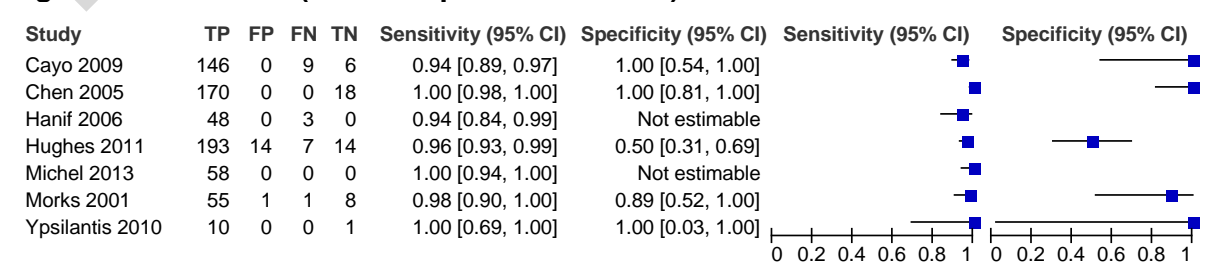 Study TP FP FN TN Sensitivity (95% CI) Specificity (95% CI) Sensitivity (95% CI) Specificity (95% CI)
Cayo 2009 146 0 9 6 0.94 [0.89, 0.97] 1.00 [0.54, 1.00]
Chen 2005 170 0 0 18 1.00 [0.98, 1.00] 1.00 [0.81, 1.00]
Hanif 2006 48 0 3 0 0.94 [0.84, 0.99] Not estimable
Hughes 2011 193 14 7 14 0.96 [0.93, 0.99] 0.50 [0.31, 0.69]
Michel 2013 58 0 0 0 1.00 [0.94, 1.00] Not estimable
Morks 2001 55 1 1 8 0.98 [0.90, 1.00] 0.89 [0.52, 1.00]
Ypsilantis 2010 10 0 0 1 1.00 [0.69, 1.00] 1.00 [0.03, 1.00]
0 0.2 0.4 0.6 0.8 1 0 0.2 0.4 0.6 0.8 1